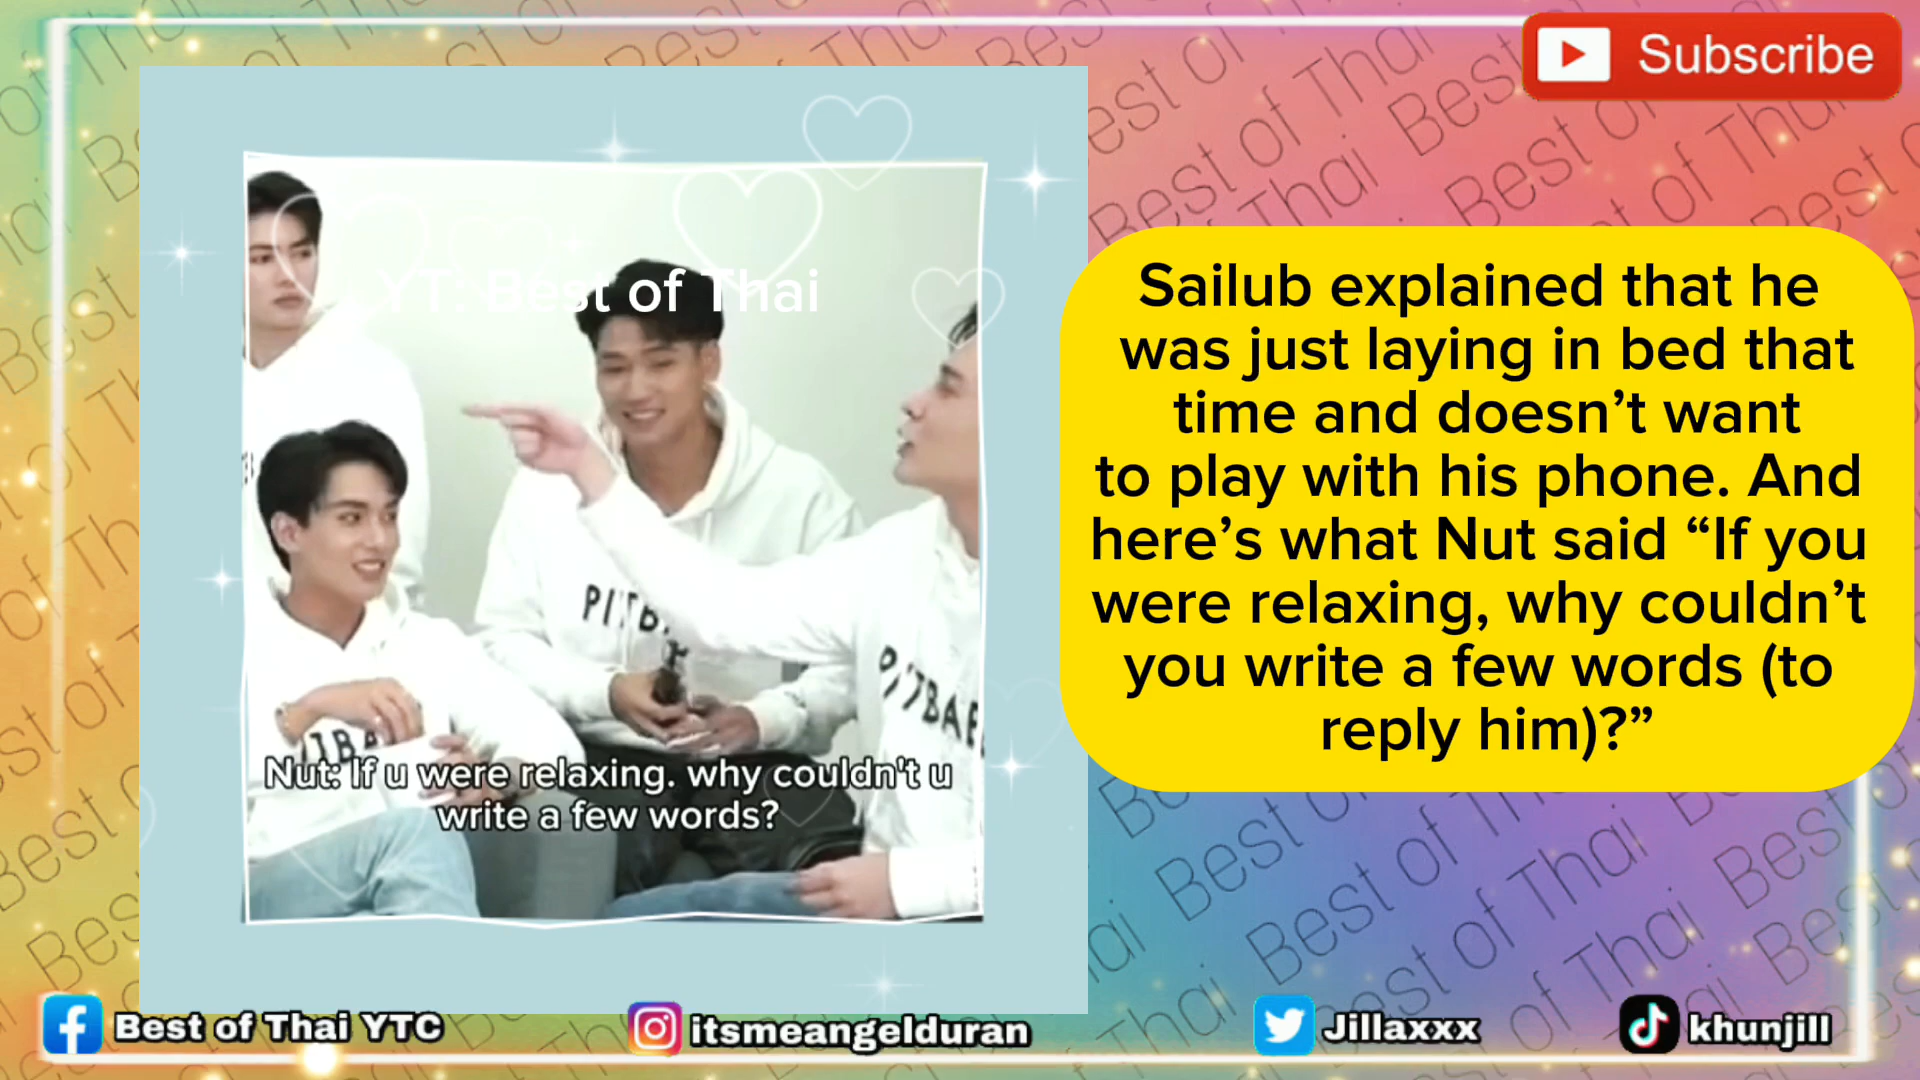 Subscribe
YT: Best of Thai
Sailub explained that he
was just laying in bed that
time and doesn’t want
to play with his phone. And
here’s what Nut said “If you
were relaxing, why couldn’t
you write a few words (to
reply him)?”
Nut: If u were relaxing. why couldn't u
write a few words?
Best of Thai YTC
itsmeangelduran
Jillaxxx
khunjill